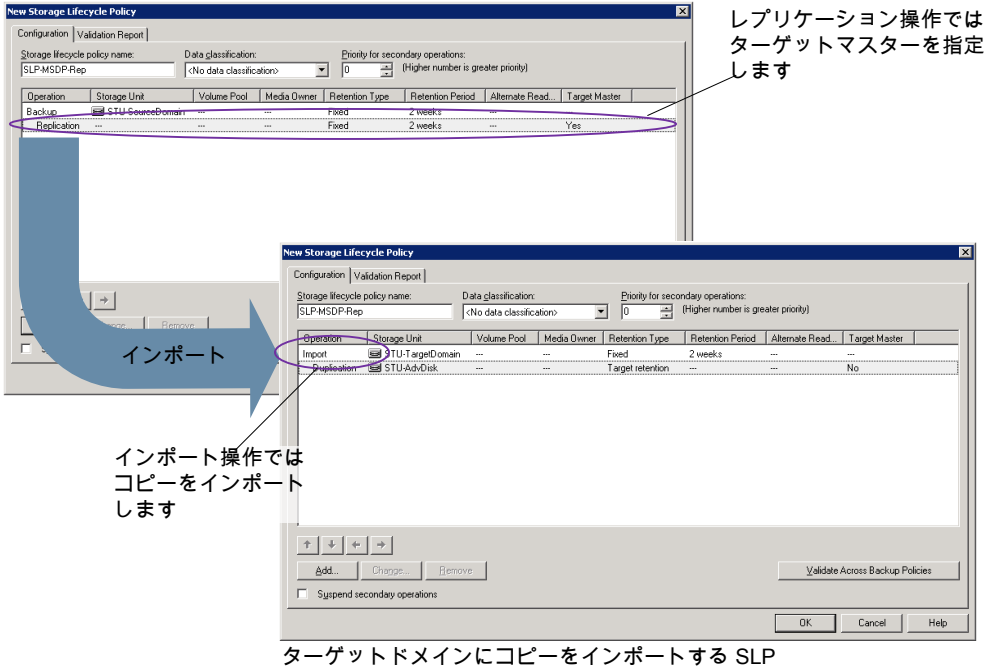 New Storage Lifecycle Policy
Configuration Validation Report
Storage lifecycle policy name: Data classification: Priority for secondary operations:
SLP-MSDP-Rep <No data classification> 0 (Higher number is greater priority)
Operation Storage Unit Volume Pool Media Owner Retention Type Retention Period Alternate Read... Target Master
Backup STU-SourceDomain --- --- Fixed 2 weeks ---
Replication --- --- --- Fixed 2 weeks --- Yes
レプリケーション操作では
ターゲットマスターを指定
します
Remove
インポート
インポート操作では
コピーをインポート
します
New Storage Lifecycle Policy
Configuration Validation Report
Storage lifecycle policy name: Data classification: Priority for secondary operations:
SLP-MSDP-Rep <No data classification> 0 (Higher number is greater priority)
Operation Storage Unit Volume Pool Media Owner Retention Type Retention Period Alternate Read... Target Master
Import STU-TargetDomain --- --- Fixed 2 weeks --- ---
Duplication STU-AdvDisk --- --- Target retention --- --- No
Add... Change... Remove Validate Across Backup Policies
Suspend secondary operations
OK Cancel Help
ターゲットドメインにコピーをインポートする SLP